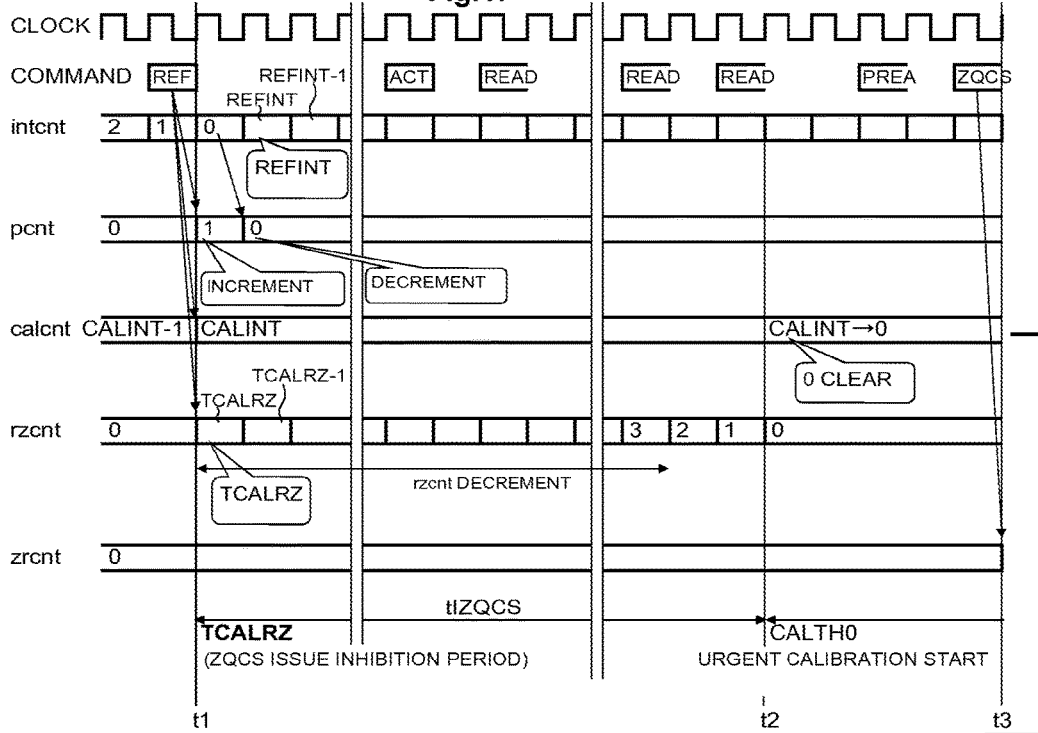 CLOCK
COMMAND REF REFINT-1 ACT READ READ READ PREA ZQCS
REFINT
intcnt 2 1 0
REFINT
pcnt 0 1 0
INCREMENT DECREMENT
calcnt CALINT-1 CALINT CALINT→0
0 CLEAR
TCALRZ-1
TCALRZ
rzcnt 0 3 2 1 0
rzcnt DECREMENT
TCALRZ
zrcnt 0
tIZQCS
TCALRZ CALTH0
(ZQCS ISSUE INHIBITION PERIOD) URGENT CALIBRATION START
t1 t2 t3